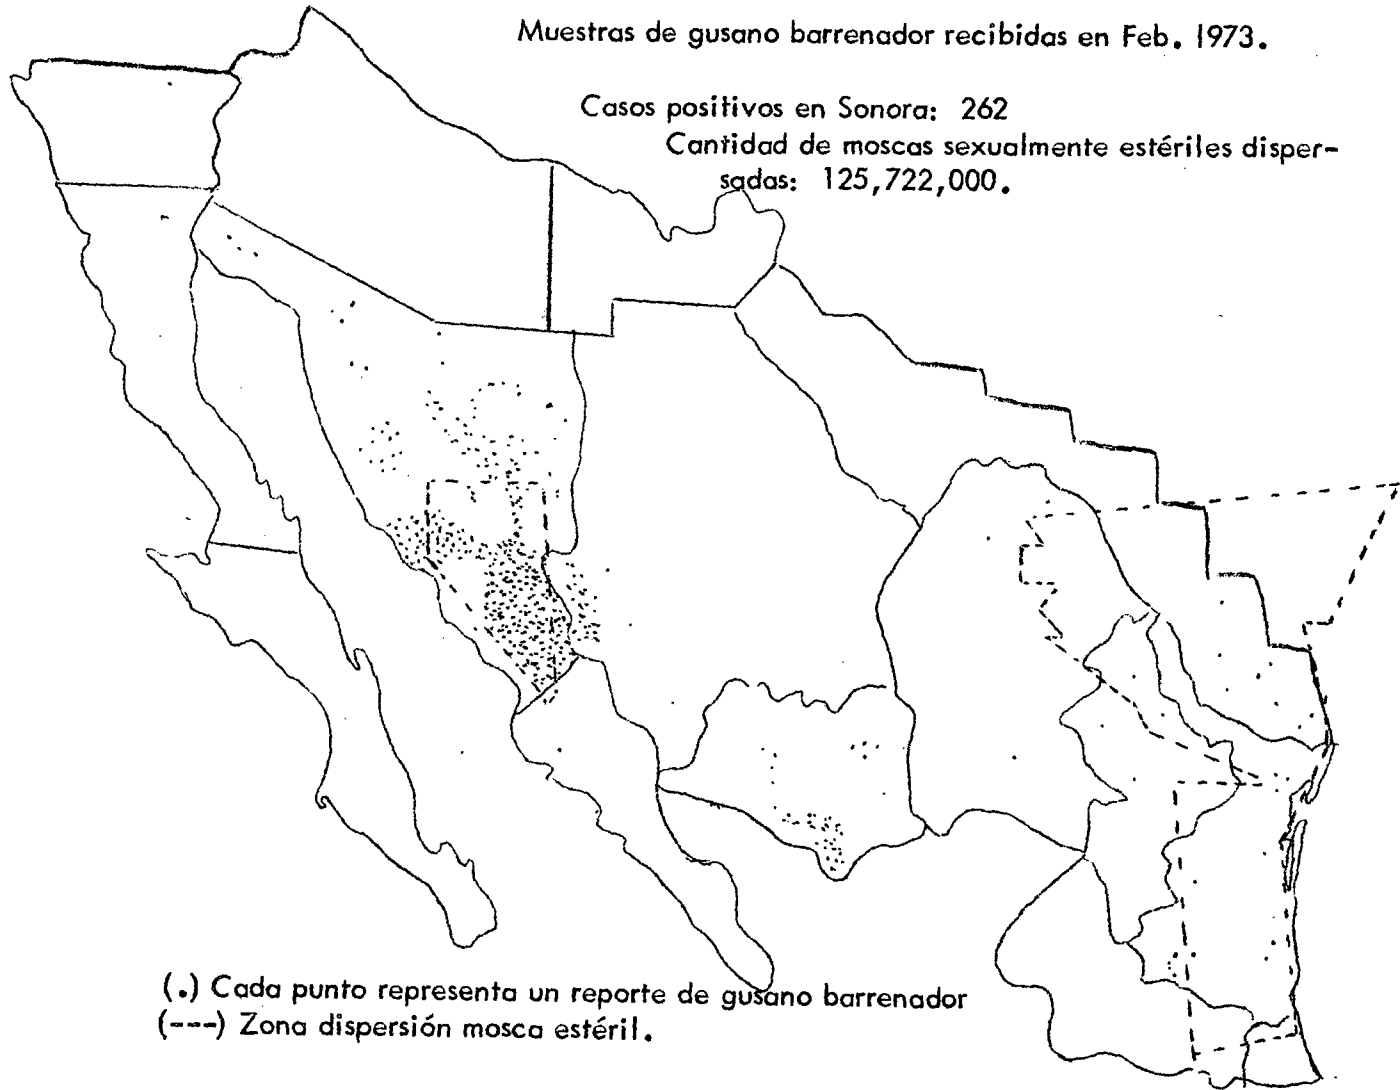 Muestras de gusano barrenador recibidas en Feb. 1973.
Casos positivos en Sonora: 262
Cantidad de moscas sexualmente estériles disper-
sadas: 125,722,000.
(.) Cada punto representa un reporte de gusano barrenador
(---) Zona dispersión mosca estéril.